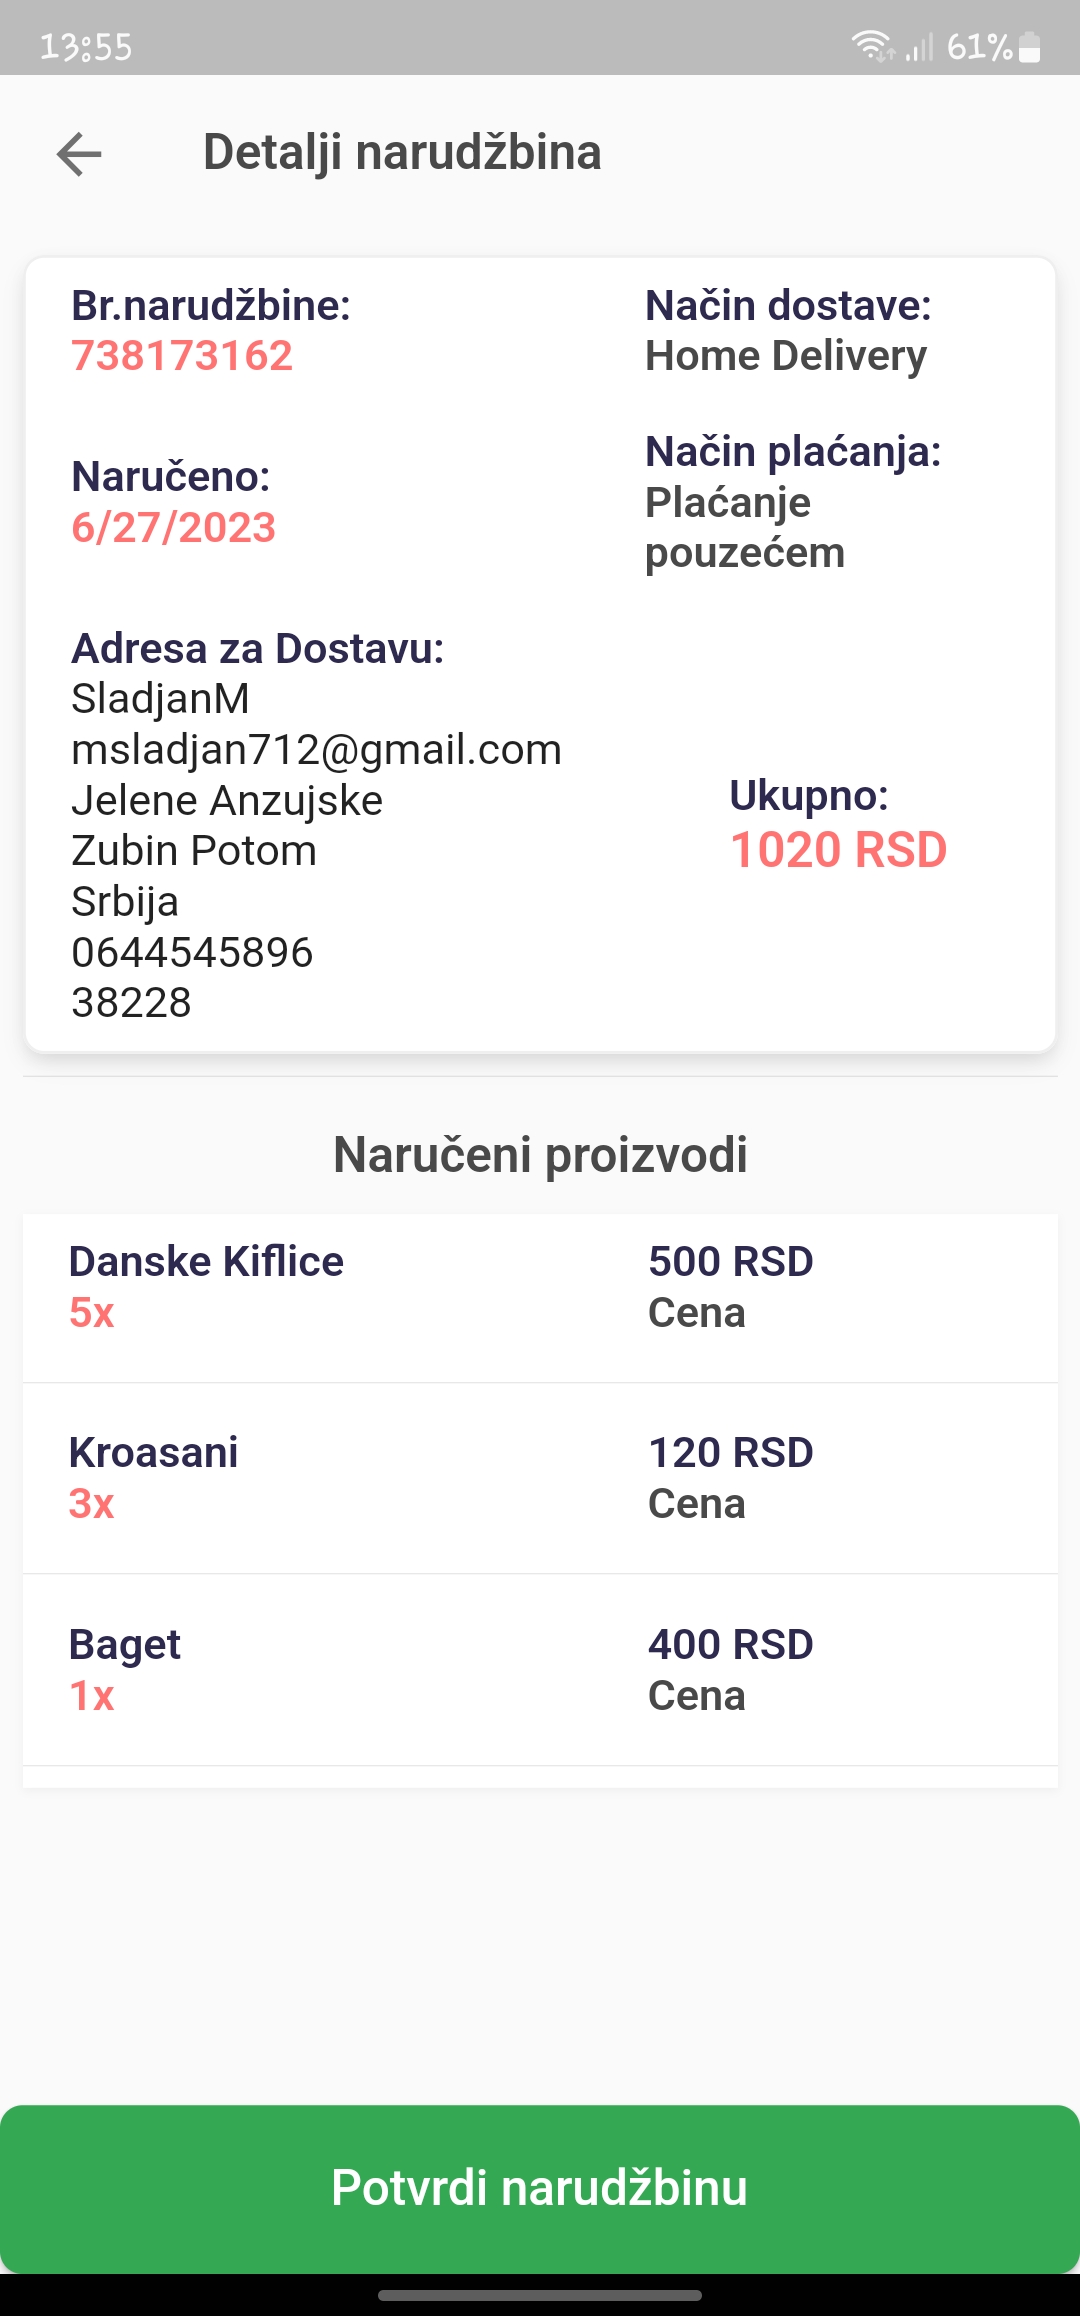 13:55
61%
Detalji narudžbina
Br.narudžbine:
738173162
Način dostave:
Home Delivery
Naručeno:
6/27/2023
Način plaćanja:
Plaćanje
pouzećem
Adresa za Dostavu:
SladjanM
msladjan712@gmail.com
Jelene Anzujske
Zubin Potom
Srbija
0644545896
38228
Ukupno:
1020 RSD
Naručeni proizvodi
Danske Kiflice
5x
500 RSD
Cena
Kroasani
3x
120 RSD
Cena
Baget
1x
400 RSD
Cena
Potvrdi narudžbinu